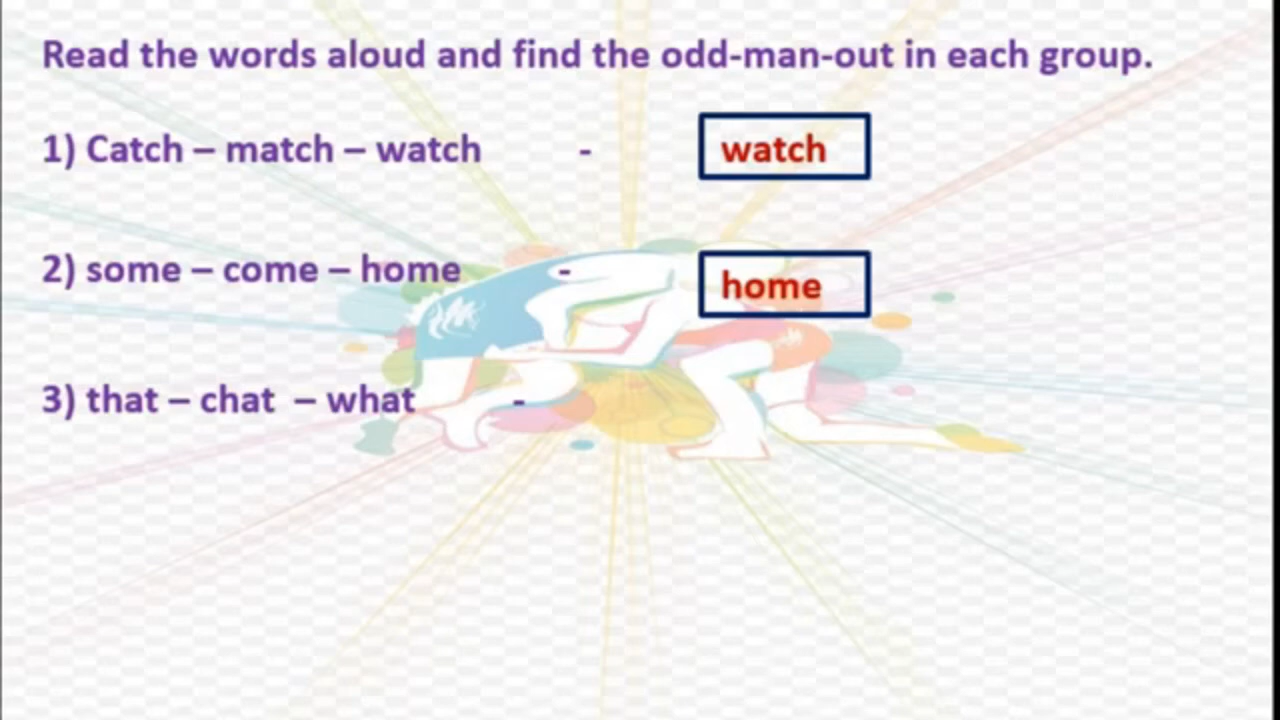 Read the words aloud and find the odd-man-out in each group.
1) Catch – match – watch - watch
2) some – come – home - home
3) that – chat – what -